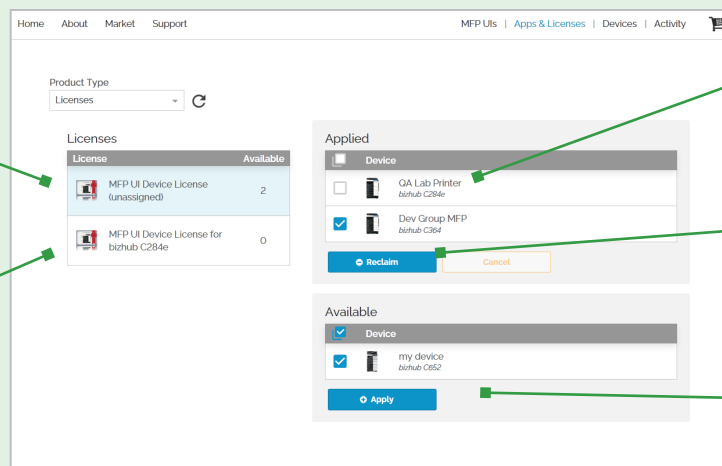 Home About Market Support MFP UIs | Apps & Licenses | Devices | Activity
Product Type
Licenses
Licenses
License Available
MFP UI Device License
(unassigned)
2
MFP UI Device License for
bizhub C284e
0
Applied
Device
QA Lab Printer
bizhub C284e
Dev Group MFP
bizhub C364
Reclaim Cancel
Available
Device
my device
bizhub C652
Apply